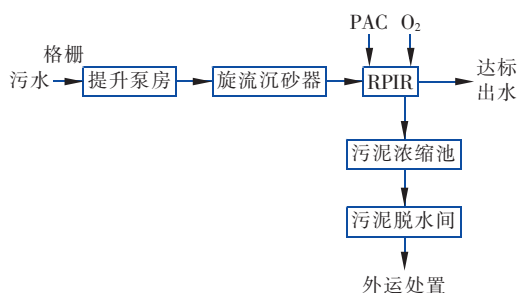 PAC O₂
格栅
污水
提升泵房
旋流沉砂器
RPIR
达标
出水
污泥浓缩池
污泥脱水间
外运处置